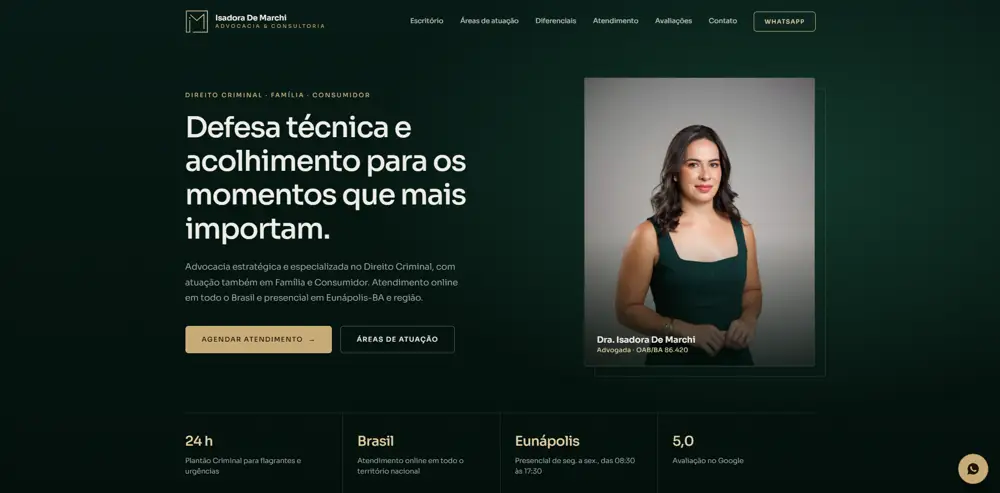 Isadora De Marchi
ADVOCACIA & CONSULTORIA
Escritório
Áreas de atuação
Diferenciais
Atendimento
Avaliações
Contato
WHATSAPP
DIREITO CRIMINAL · FAMÍLIA · CONSUMIDOR
Defesa técnica e
acolhimento para os
momentos que mais
importam.
Advocacia estratégica e especializada no Direito Criminal, com
atuação também em Família e Consumidor. Atendimento online
em todo o Brasil e presencial em Eunápolis-BA e região.
AGENDAR ATENDIMENTO →
ÁREAS DE ATUAÇÃO
Dra. Isadora De Marchi
Advogada · OAB/BA 86.420
24 h
Plantão Criminal para flagrantes e
urgências
Brasil
Atendimento online em todo o
território nacional
Eunápolis
Presencial de seg. a sex., das 08:30
às 17:30
5,0
Avaliação no Google